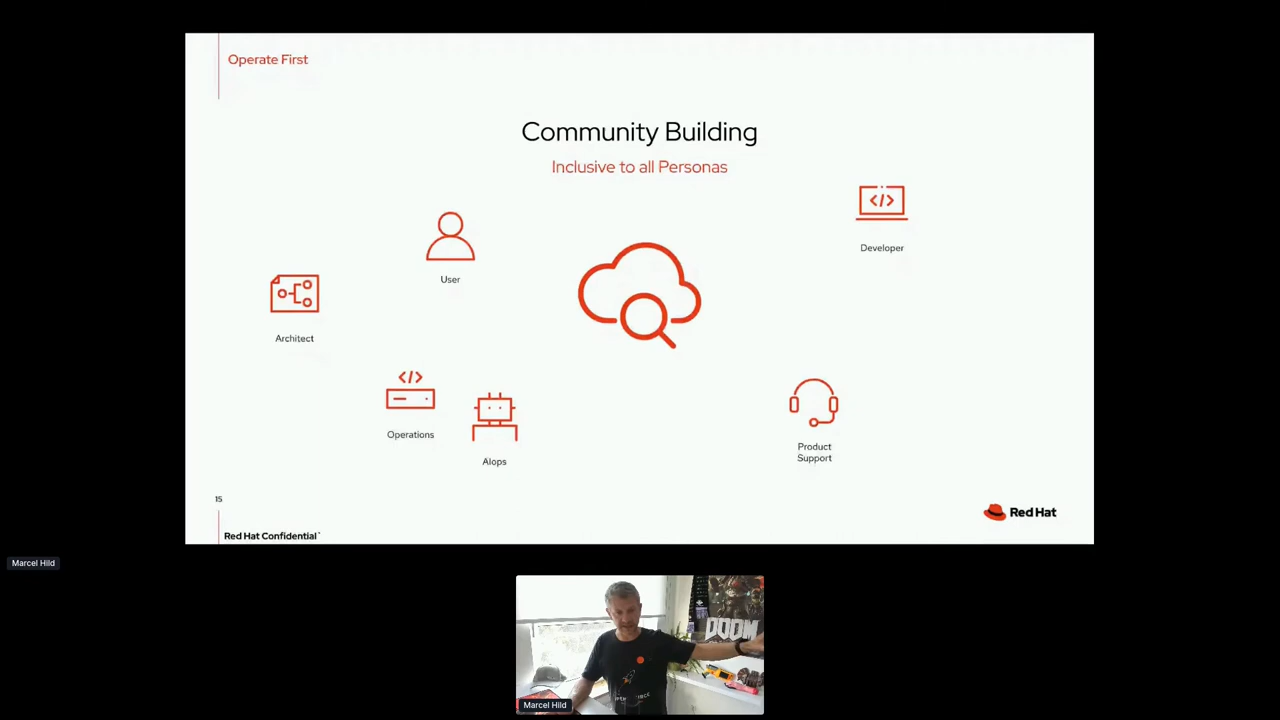 Operate First
Community Building
Inclusive to all Personas
</>
Developer
User
Architect
</>
Operations
AIops
Product
Support
15
Red Hat
Red Hat Confidential
Marcel Hild
DOOM
Marcel Hild